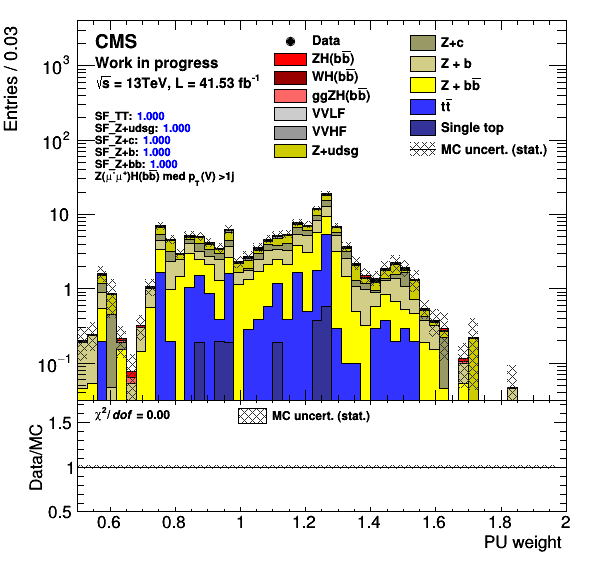 Entries / 0.03
10³
10²
10
1
10⁻¹
CMS
Work in progress
√s = 13TeV, L = 41.53 fb⁻¹
SF_TT: 1.000
SF_Z+udsg: 1.000
SF_Z+c: 1.000
SF_Z+b: 1.000
SF_Z+bb: 1.000
Z(μ⁻μ⁺)H(bb̅) med p_T(V) >1j
Data
ZH(bb̅)
WH(bb̅)
ggZH(bb̅)
VVLF
VVHF
Z+udsg
Z+c
Z + b
Z + bb̅
tt̅
Single top
MC uncert. (stat.)
Data/MC
1.5
1
0.5
χ²/dof = 0.00
MC uncert. (stat.)
0.6 0.8 1 1.2 1.4 1.6 1.8 2
PU weight